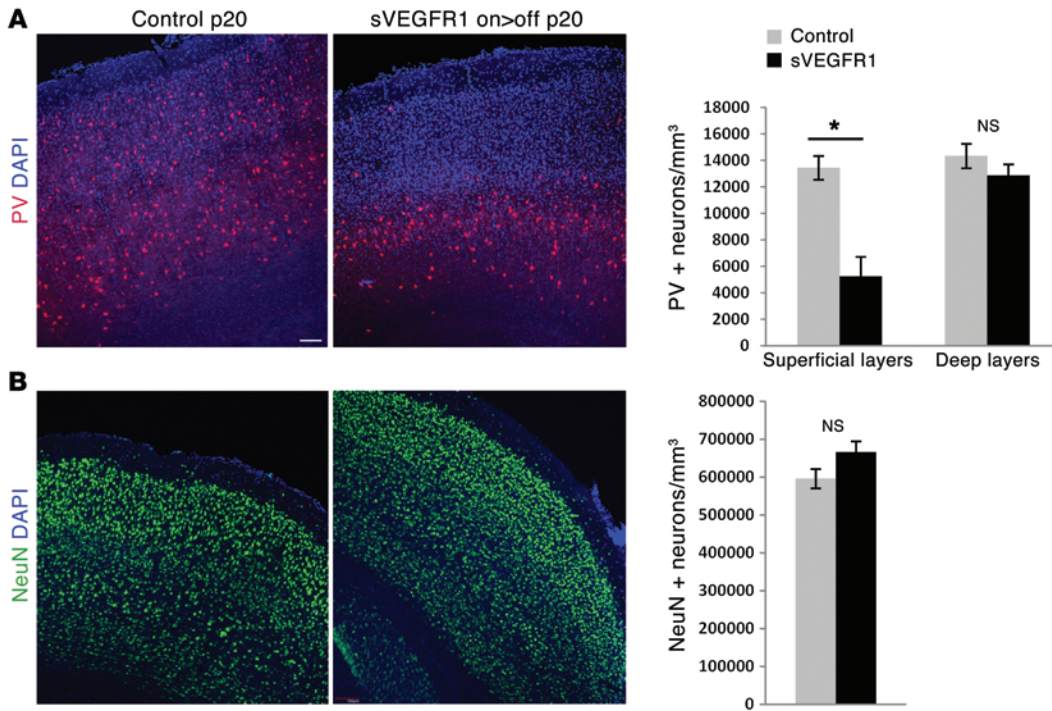 A
Control p20
sVEGFR1 on>off p20
PV DAPI
Control
sVEGFR1
PV + neurons/mm³
18000
16000
14000
12000
10000
8000
6000
4000
2000
0
*
NS
Superficial layers
Deep layers
B
NeuN DAPI
NeuN + neurons/mm³
800000
700000
600000
500000
400000
300000
200000
100000
0
NS